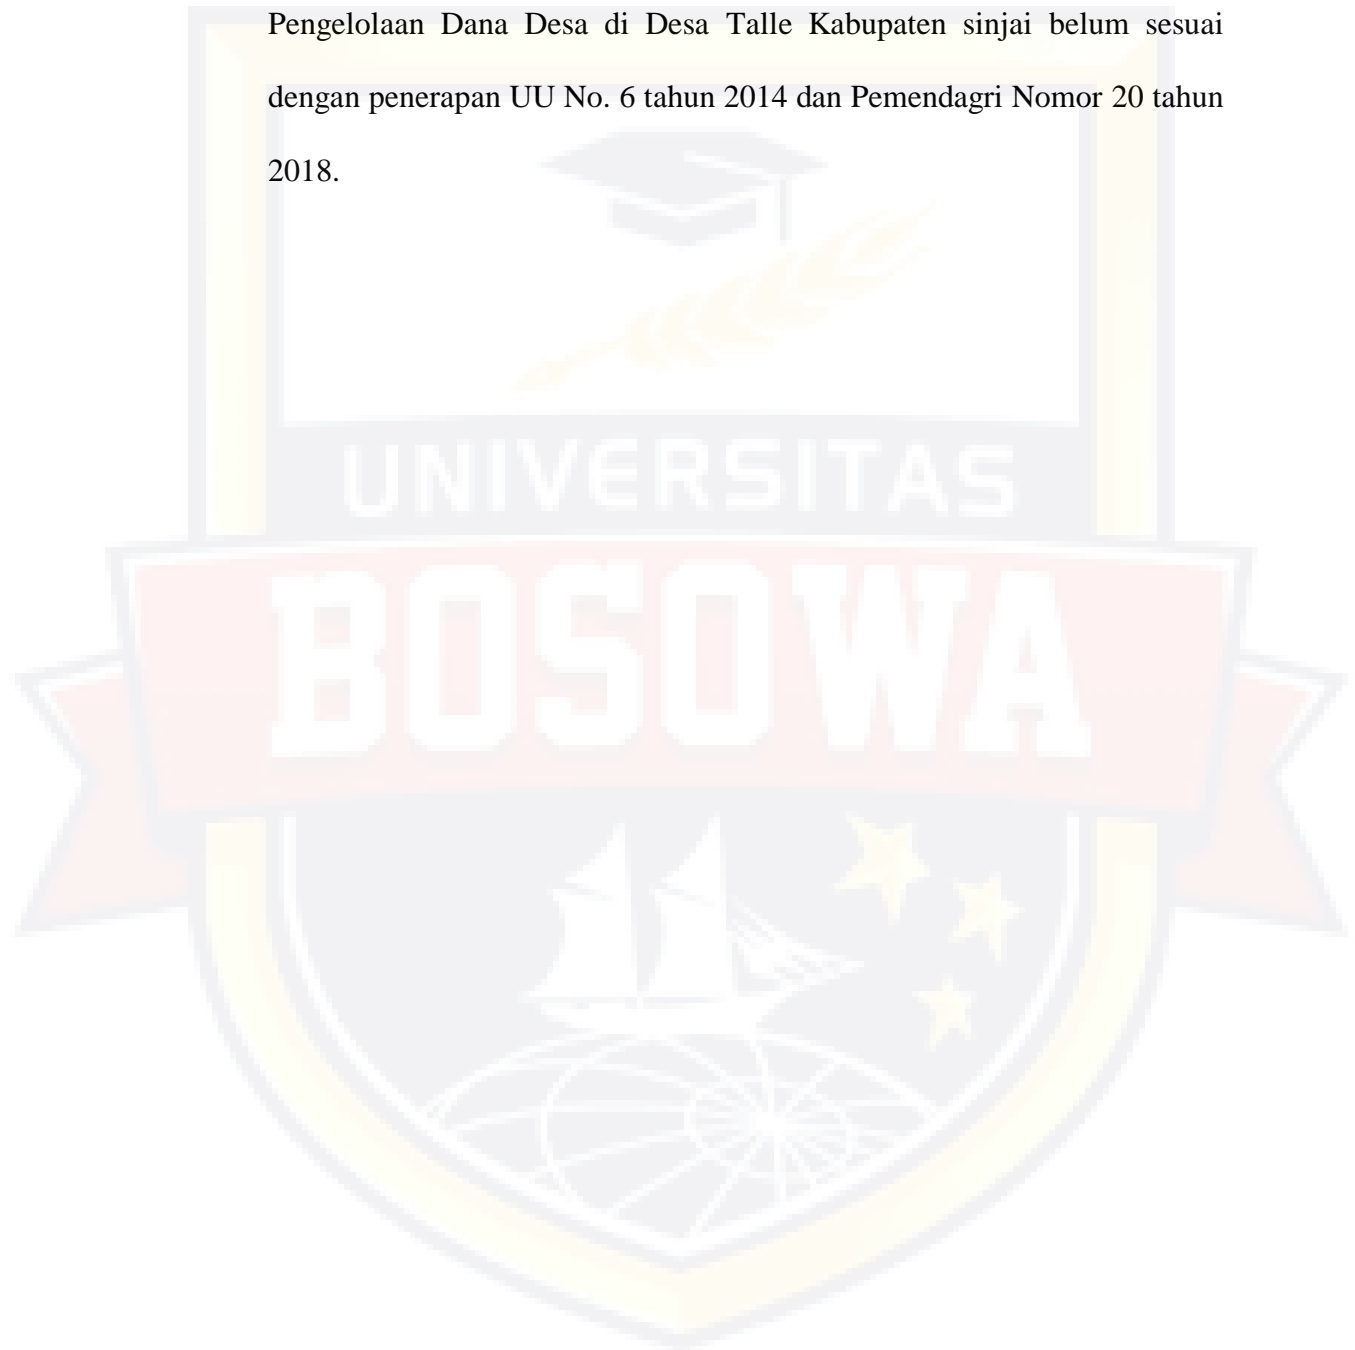 Pengelolaan Dana Desa di Desa Talle Kabupaten sinjai belum sesuai
dengan penerapan UU No. 6 tahun 2014 dan Pemendagri Nomor 20 tahun
2018.
UNIVERSITAS
BOSOWA